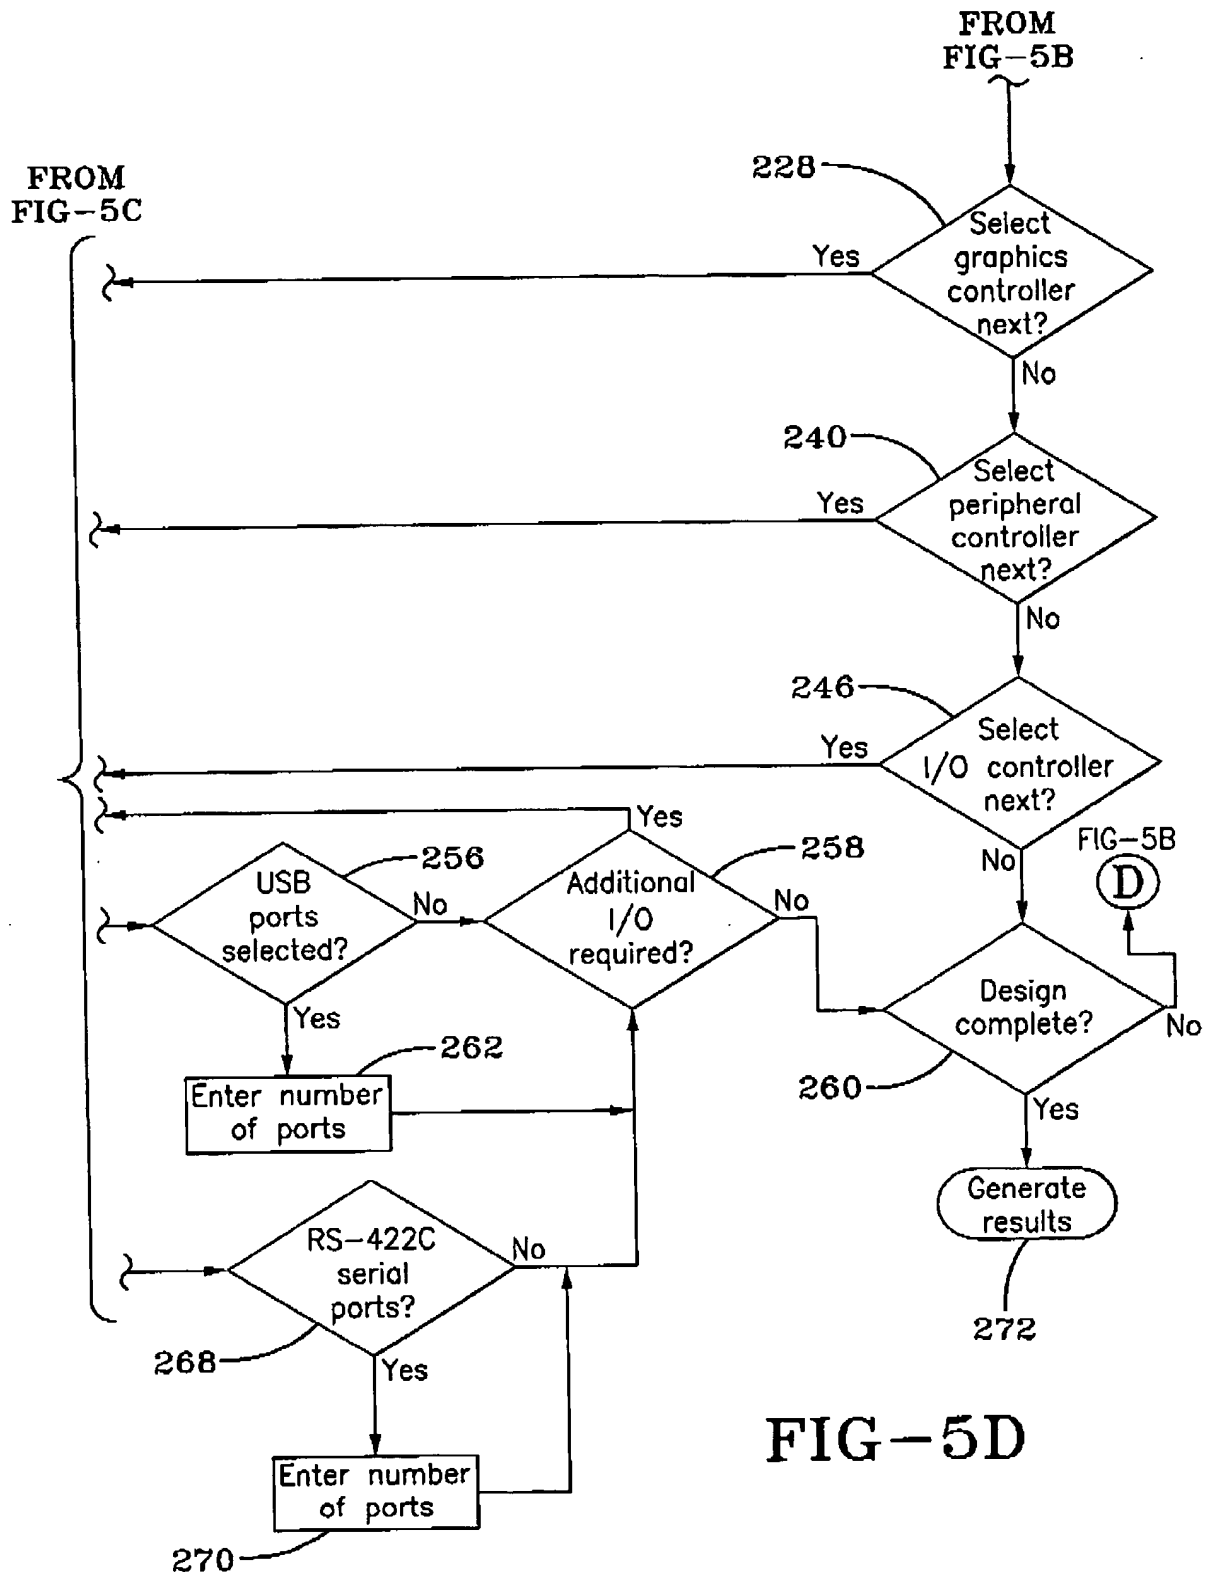 FROM
FIG-5B
FROM
FIG-5C
228
Select
graphics
controller
next?
Yes
No
240
Select
peripheral
controller
next?
Yes
No
246
Select
I/O controller
next?
Yes
No
FIG-5B
D
256
USB
ports
selected?
No
Yes
258
Additional
I/O
required?
Yes
No
Design
complete?
No
260
Yes
262
Enter number
of ports
Generate
results
272
RS-422C
serial
ports?
No
268
Yes
Enter number
of ports
270
FIG-5D